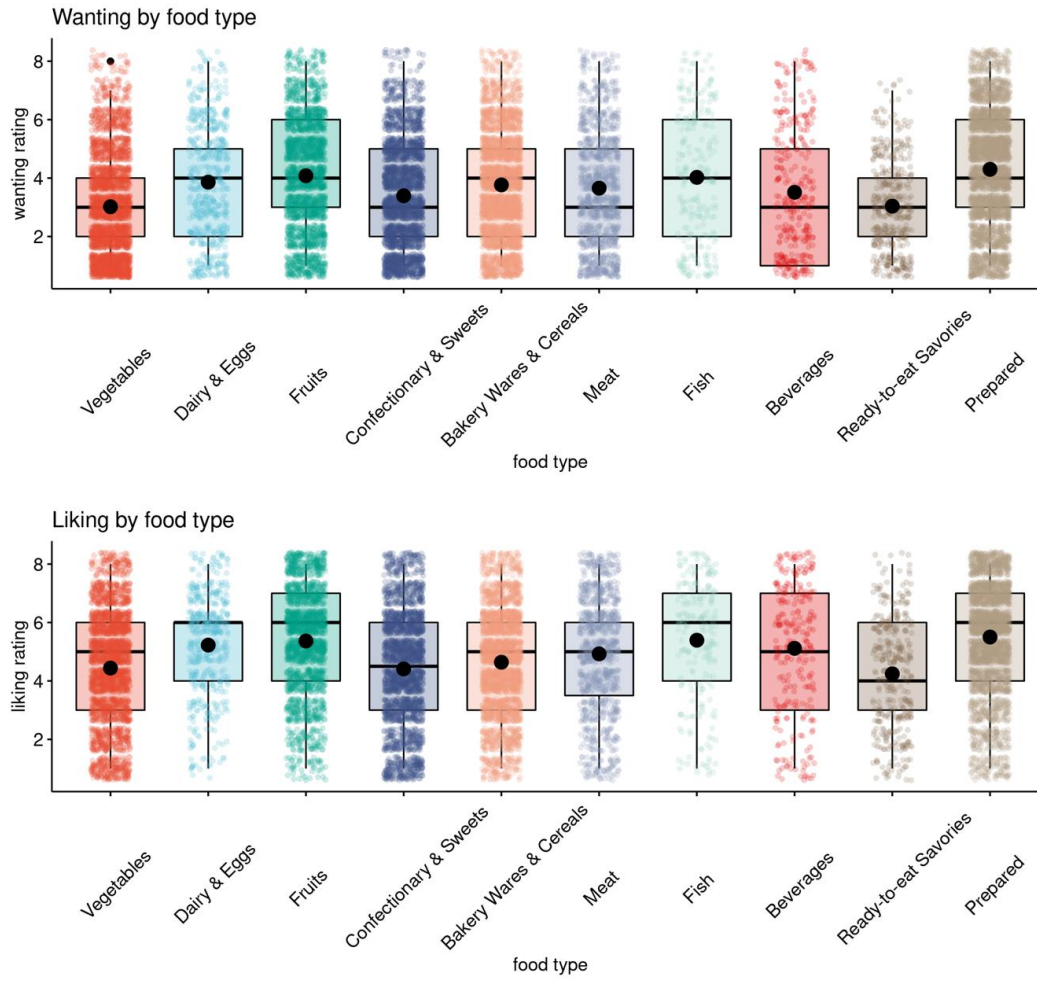 Wanting by food type
8
6
4
2
wanting rating
Vegetables
Dairy & Eggs
Fruits
Confectionary & Sweets
Bakery Wares & Cereals
Meat
Fish
Beverages
Ready-to-eat Savories
Prepared
food type
Liking by food type
8
6
4
2
liking rating
Vegetables
Dairy & Eggs
Fruits
Confectionary & Sweets
Bakery Wares & Cereals
Meat
Fish
Beverages
Ready-to-eat Savories
Prepared
food type